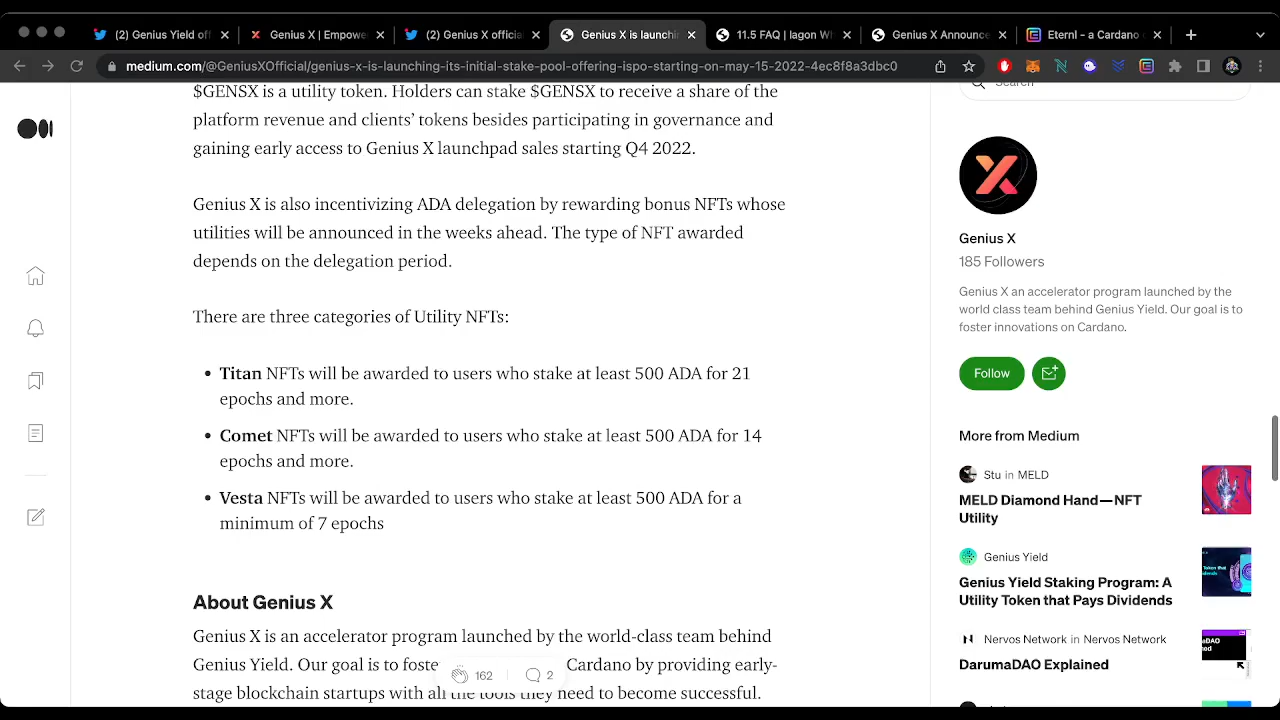 (2) Genius Yield off
Genius X | Empowe
(2) Genius X officia
Genius X is launchi
11.5 FAQ | lagon Wh
Genius X Announce
Eternl - a Cardano
medium.com/@GeniusXOfficial/genius-x-is-launching-its-initial-stake-pool-offering-ispo-starting-on-may-15-2022-4ec8f8a3dbc0
$GENSX is a utility token. Holders can stake $GENSX to receive a share of the
platform revenue and clients’ tokens besides participating in governance and
gaining early access to Genius X launchpad sales starting Q4 2022.
Genius X is also incentivizing ADA delegation by rewarding bonus NFTs whose
utilities will be announced in the weeks ahead. The type of NFT awarded
depends on the delegation period.
There are three categories of Utility NFTs:
• Titan NFTs will be awarded to users who stake at least 500 ADA for 21
epochs and more.
• Comet NFTs will be awarded to users who stake at least 500 ADA for 14
epochs and more.
• Vesta NFTs will be awarded to users who stake at least 500 ADA for a
minimum of 7 epochs
About Genius X
Genius X is an accelerator program launched by the world-class team behind
Genius Yield. Our goal is to foste Cardano by providing early-
stage blockchain startups with all the tools they need to become successful.
162
2
Search
Genius X
185 Followers
Genius X an accelerator program launched by the
world class team behind Genius Yield. Our goal is to
foster innovations on Cardano.
Follow
More from Medium
Stu in MELD
MELD Diamond Hand—NFT
Utility
Genius Yield
Genius Yield Staking Program: A
Utility Token that Pays Dividends
Nervos Network in Nervos Network
DarumaDAO Explained